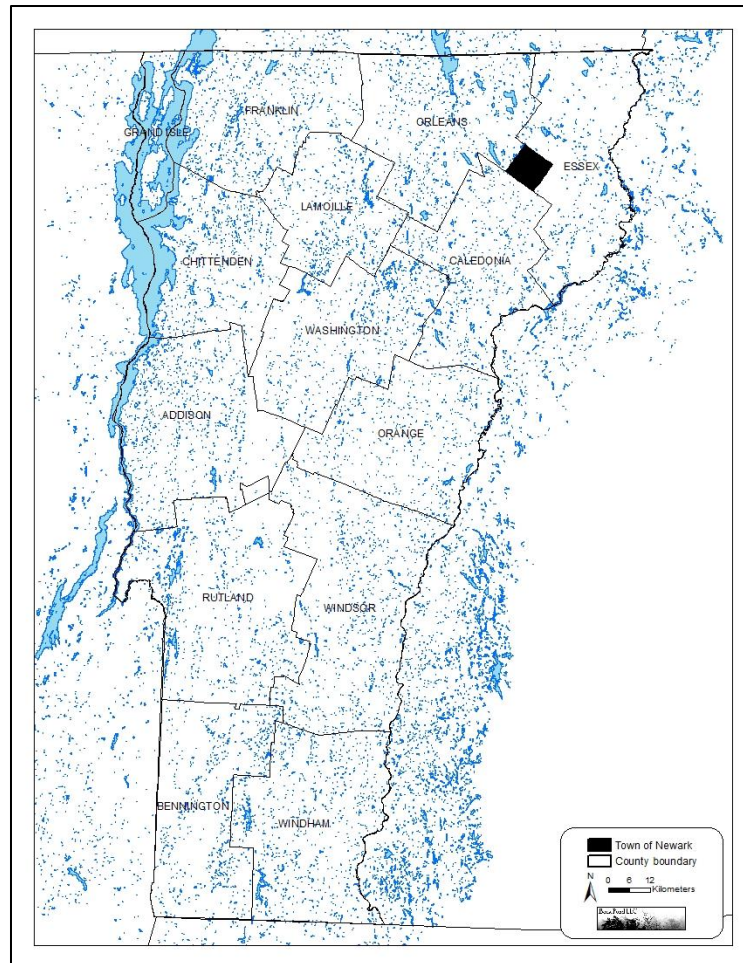 FRANKLIN
ORLEANS
GRAND ISLE
ESSEX
LAMOILLE
CHITTENDEN
CALEDONIA
WASHINGTON
ADDISON
ORANGE
RUTLAND
WINDSOR
BENNINGTON
WINDHAM
Town of Newark
County boundary
N
0 6 12
Kilometers